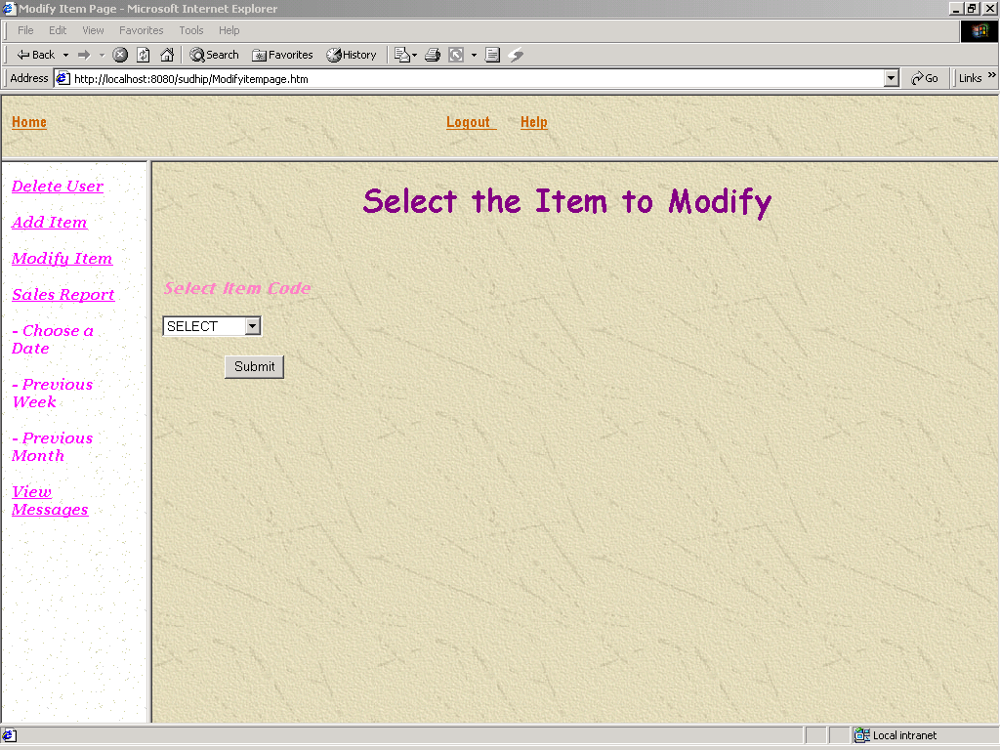 Modify Item Page - Microsoft Internet Explorer
File Edit View Favorites Tools Help
Back Search Favorites History
Address http://localhost:8080/sudhip/Modifyitempage.htm Go Links »
Home Logout Help
Delete User
Add Item
Modify Item
Sales Report
- Choose a
Date
- Previous
Week
- Previous
Month
View
Messages
Select the Item to Modify
Select Item Code
SELECT
Submit
Local intranet